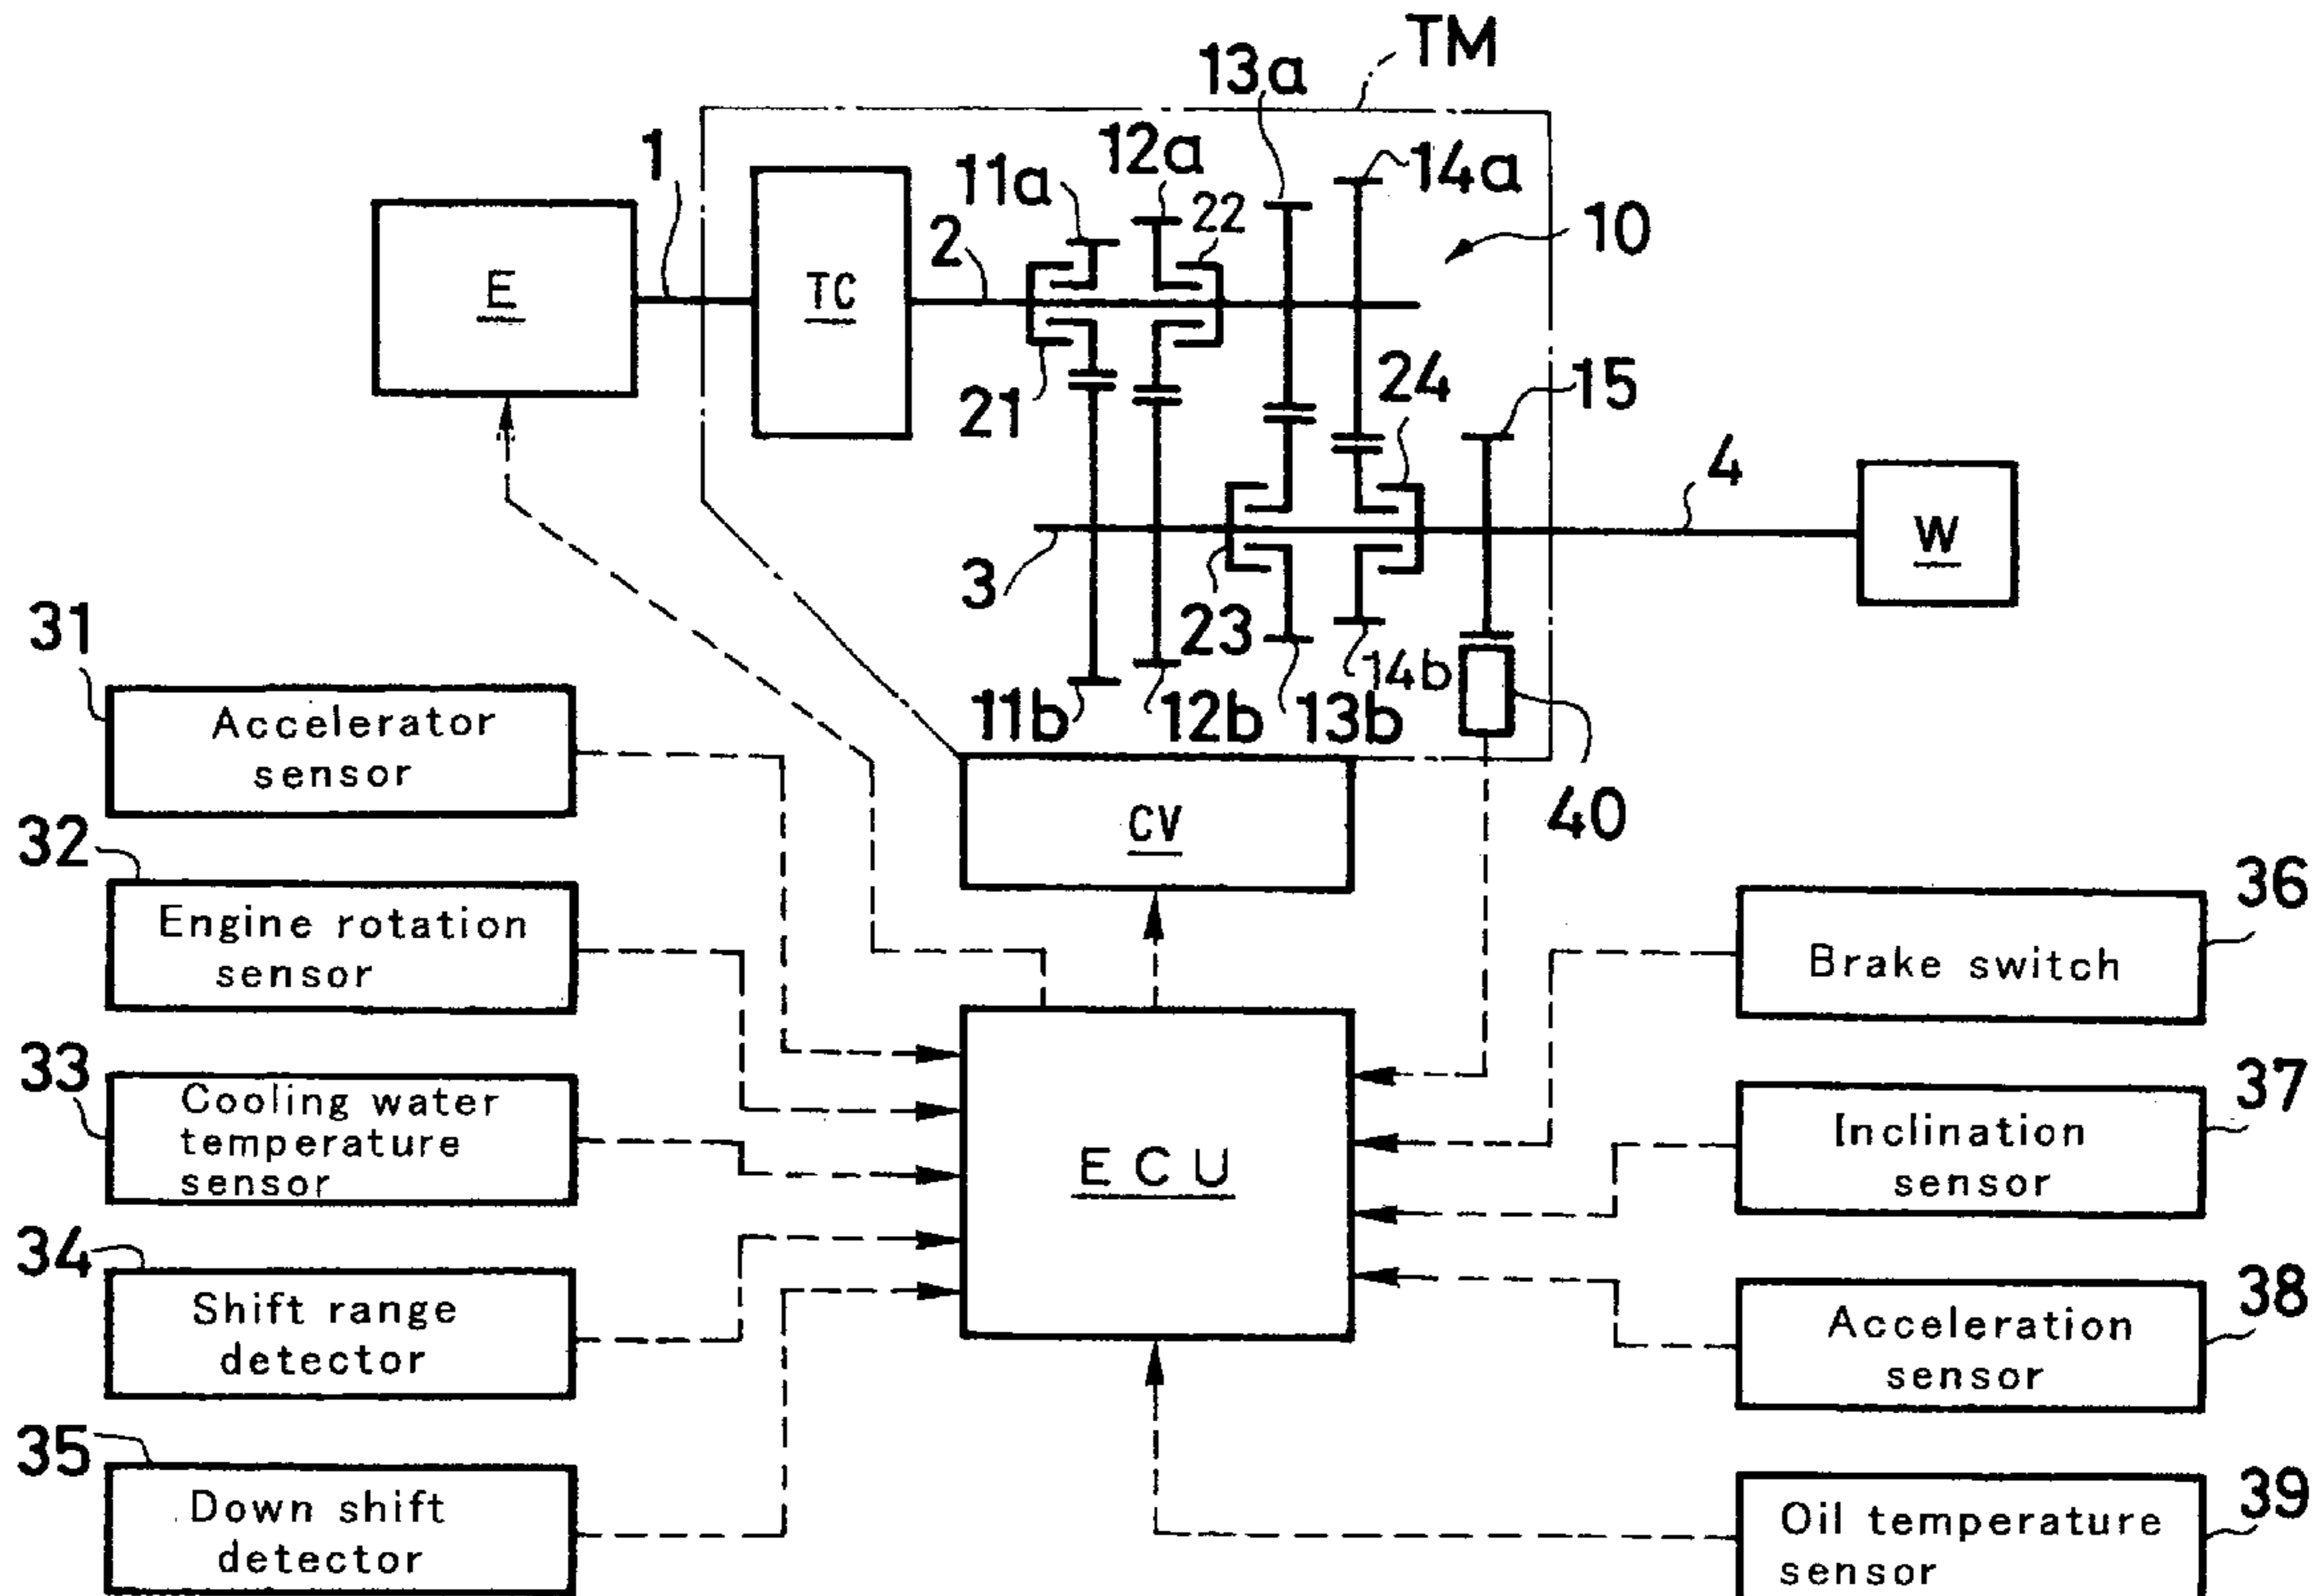 TM
13a
1
12a
11a
14a
22
10
2
E
TC
21
24
15
4
W
3
23
14b
11b
12b
13b
40
31
Accelerator
sensor
CV
32
Engine rotation
sensor
36
Brake switch
33
Cooling water
temperature
sensor
37
Inclination
sensor
ECU
34
Shift range
detector
38
Acceleration
sensor
35
Down shift
detector
39
Oil temperature
sensor